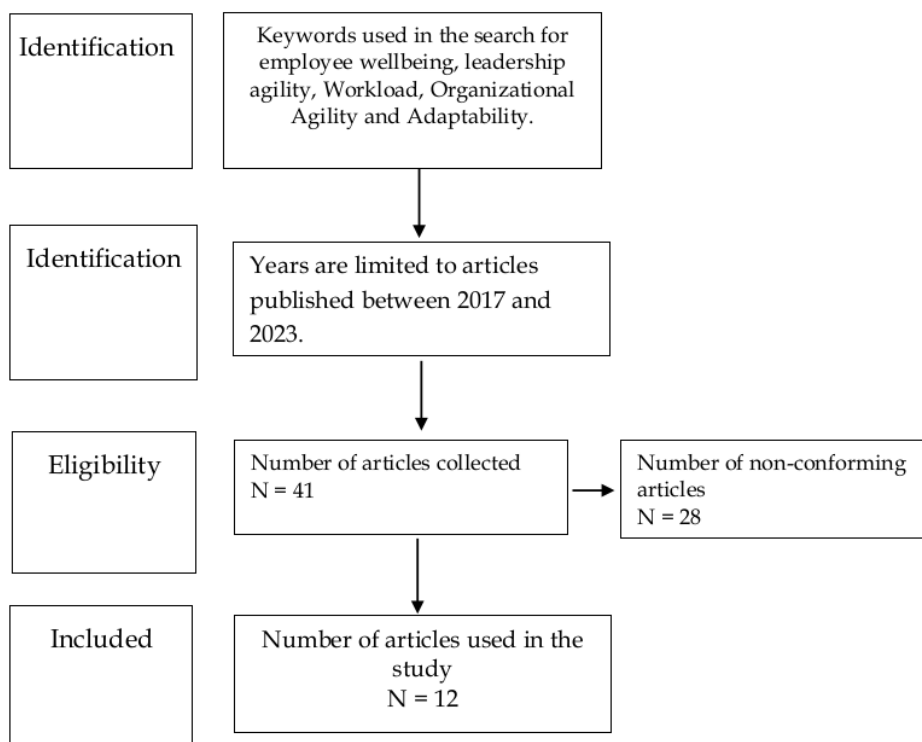 Identification
Keywords used in the search for
employee wellbeing, leadership
agility, Workload, Organizational
Agility and Adaptability.
Identification
Years are limited to articles
published between 2017 and
2023.
Eligibility
Number of articles collected
N = 41
Number of non-conforming
articles
N = 28
Included
Number of articles used in the
study
N = 12